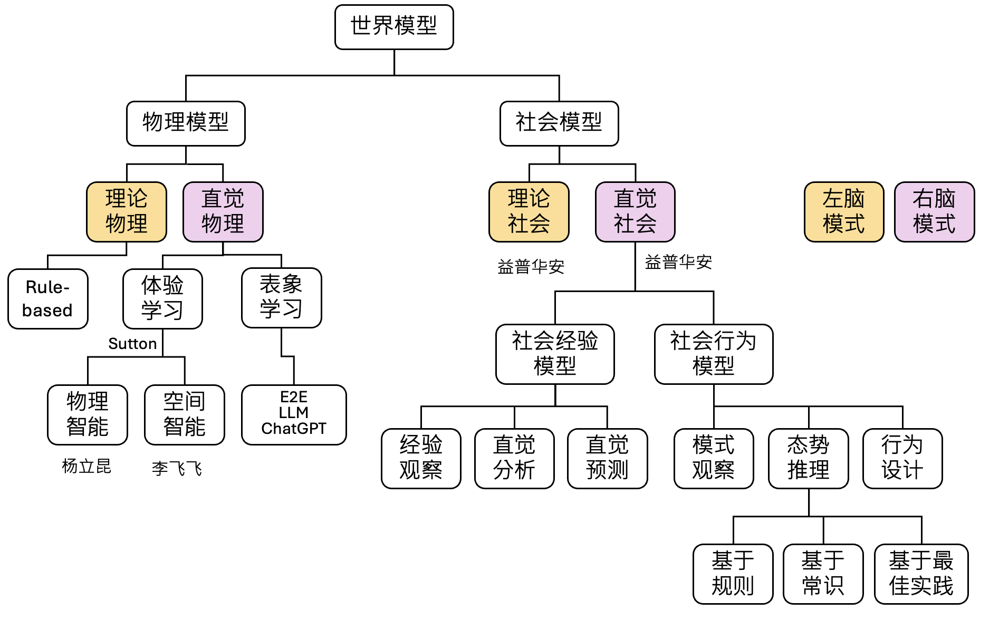 世界模型
物理模型
社会模型
理论
物理
直觉
物理
理论
社会
直觉
社会
左脑
模式
右脑
模式
益普华安
益普华安
Rule-
based
体验
学习
表象
学习
Sutton
社会经验
模型
社会行为
模型
物理
智能
空间
智能
E2E
LLM
ChatGPT
杨立昆
李飞飞
经验
观察
直觉
分析
直觉
预测
模式
观察
态势
推理
行为
设计
基于
规则
基于
常识
基于最
佳实践